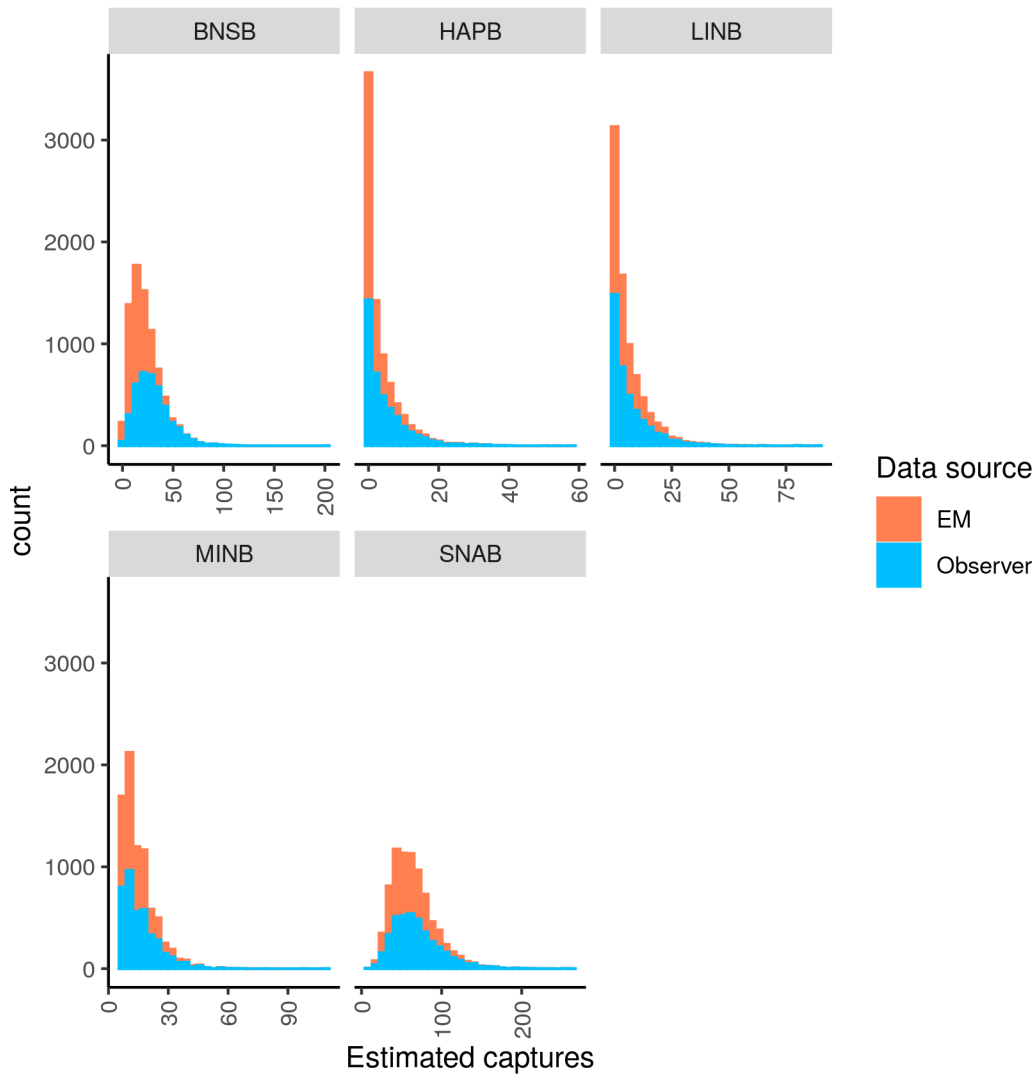 BNSB HAPB LINB
3000
2000
1000
0
0 50 100 150 200 0 20 40 60 0 25 50 75
count
MINB SNAB
3000
2000
1000
0
0 30 60 90 0 100 200
Estimated captures
Data source
EM
Observer